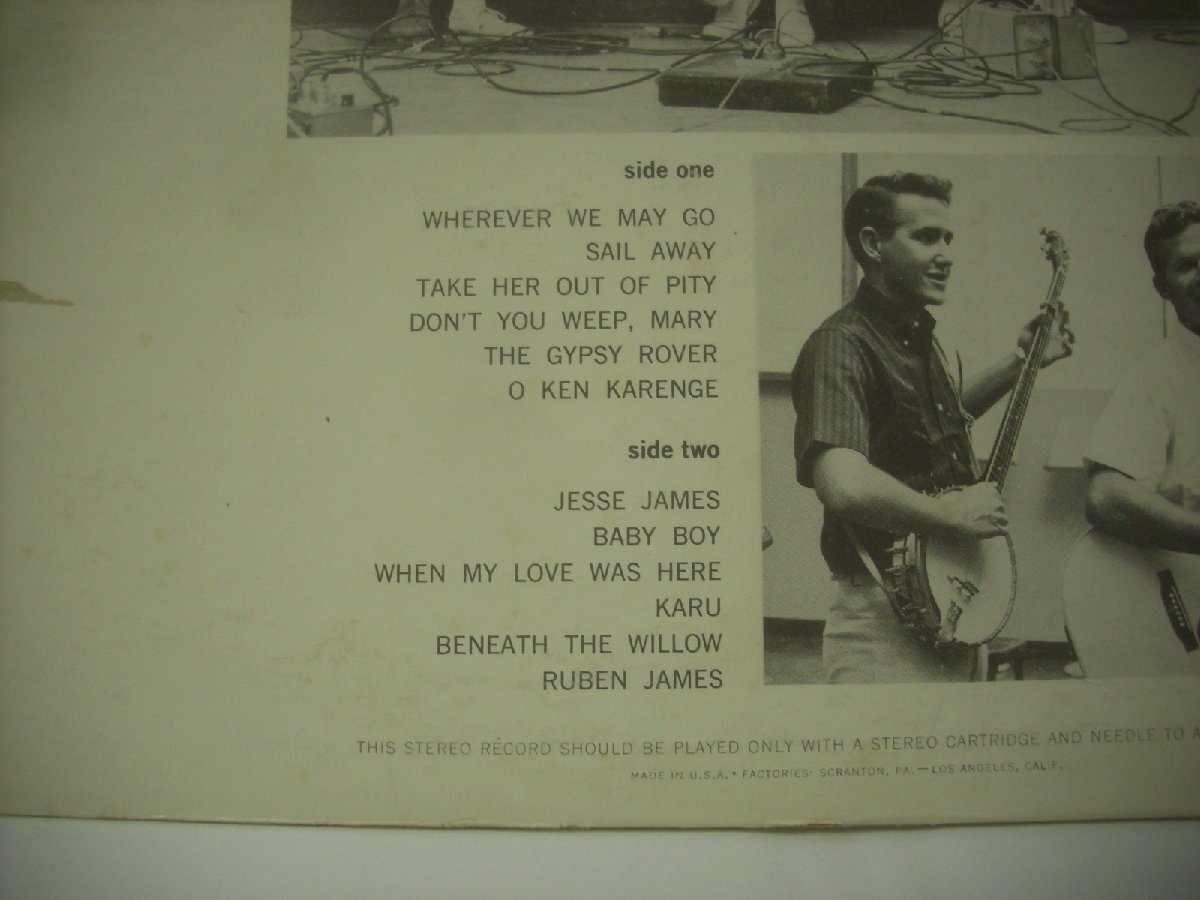 side one
WHEREVER WE MAY GO
SAIL AWAY
TAKE HER OUT OF PITY
DON'T YOU WEEP, MARY
THE GYPSY ROVER
O KEN KARENGE
side two
JESSE JAMES
BABY BOY
WHEN MY LOVE WAS HERE
KARU
BENEATH THE WILLOW
RUBEN JAMES
THIS STEREO RECORD SHOULD BE PLAYED ONLY WITH A STEREO CARTRIDGE AND NEEDLE TO A
MADE IN U.S.A. • FACTORIES: SCRANTON, PA.—LOS ANGELES, CALIF.